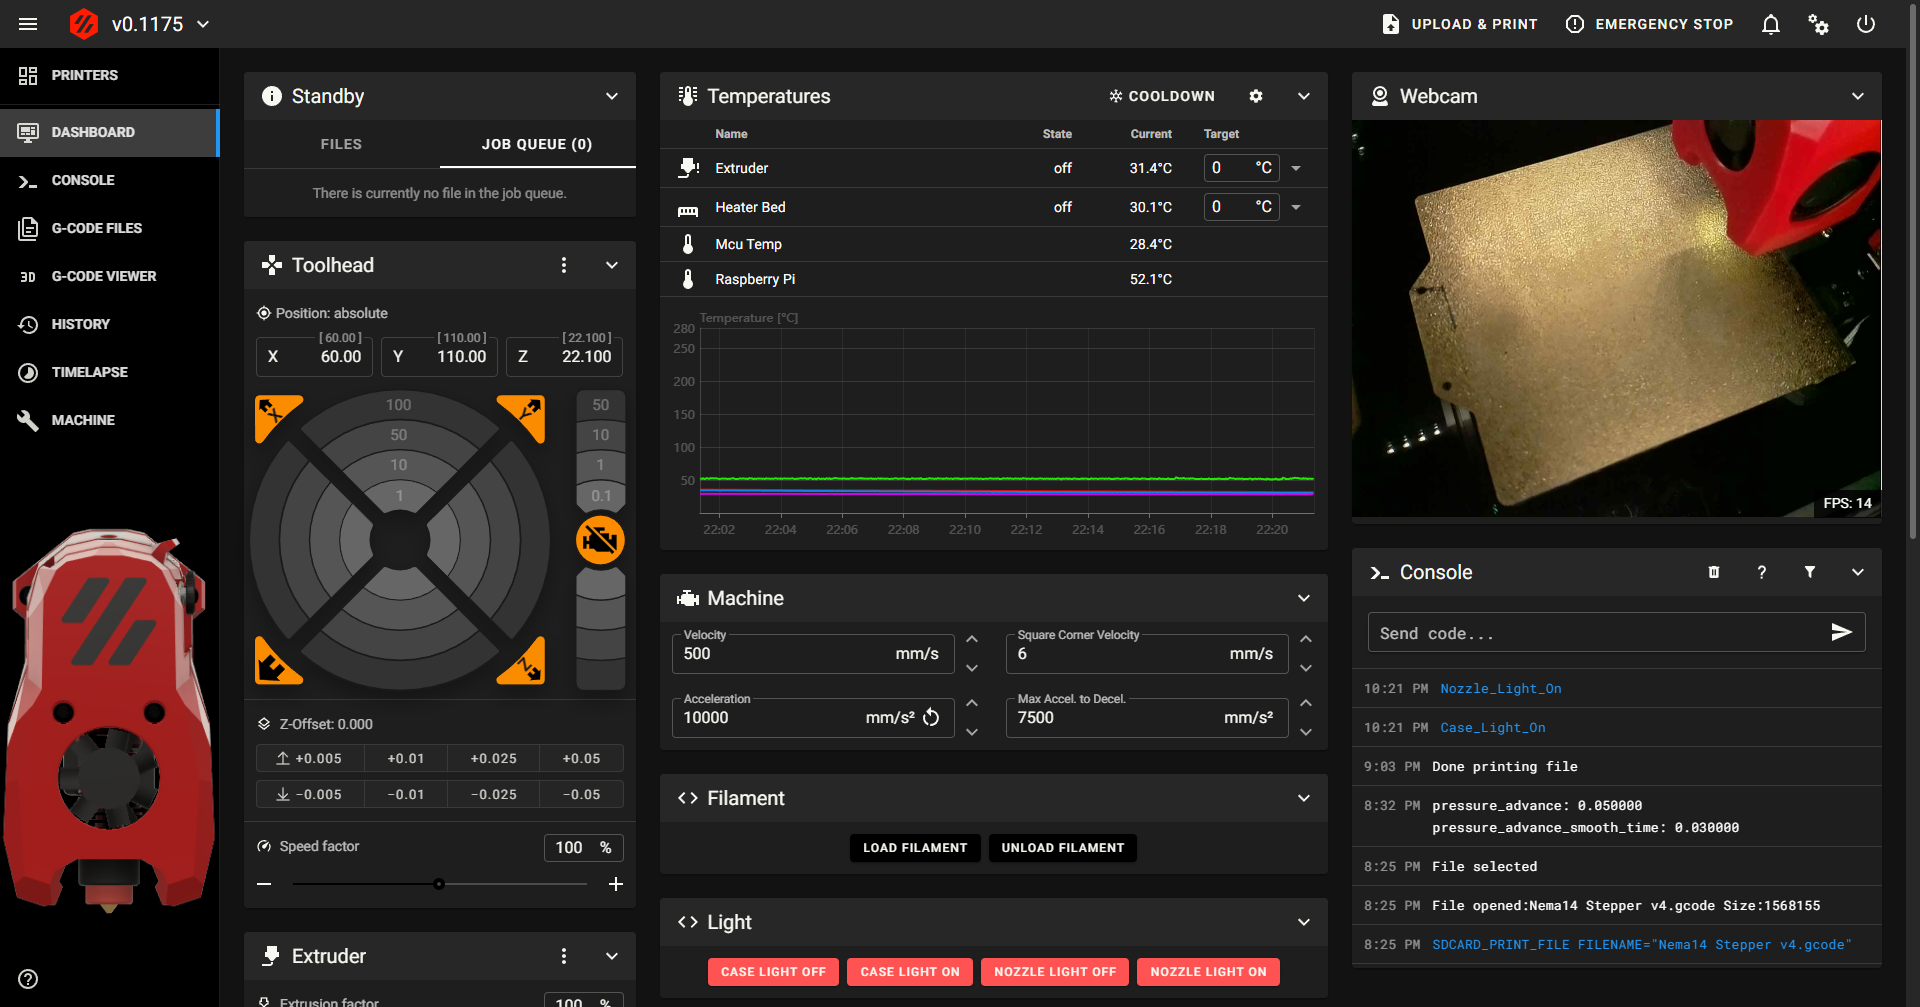 v0.1175
UPLOAD & PRINT
EMERGENCY STOP
PRINTERS
DASHBOARD
CONSOLE
G-CODE FILES
3D G-CODE VIEWER
HISTORY
TIMELAPSE
MACHINE
Standby
FILES
JOB QUEUE (0)
There is currently no file in the job queue.
Toolhead
Position: absolute
[ 60.00 ]
[ 110.00 ]
[ 22.100 ]
X 60.00
Y 110.00
Z 22.100
X
Y
100
50
10
1
50
10
1
0.1
Z
Z-Offset: 0.000
+0.005 +0.01 +0.025 +0.05
−0.005 −0.01 −0.025 −0.05
Speed factor 100 %
Extruder
Extrusion factor 100 %
Temperatures
COOLDOWN
Name State Current Target
Extruder off 31.4°C 0 °C
Heater Bed off 30.1°C 0 °C
Mcu Temp 28.4°C
Raspberry Pi 52.1°C
Temperature [°C]
280
250
200
150
100
50
22:02 22:04 22:06 22:08 22:10 22:12 22:14 22:16 22:18 22:20
Machine
Velocity
500 mm/s
Square Corner Velocity
6 mm/s
Acceleration
10000 mm/s²
Max Accel. to Decel.
7500 mm/s²
Filament
LOAD FILAMENT
UNLOAD FILAMENT
Light
CASE LIGHT OFF
CASE LIGHT ON
NOZZLE LIGHT OFF
NOZZLE LIGHT ON
Webcam
FPS: 14
Console
Send code...
10:21 PM Nozzle_Light_On
10:21 PM Case_Light_On
9:03 PM Done printing file
8:32 PM pressure_advance: 0.050000
pressure_advance_smooth_time: 0.030000
8:25 PM File selected
8:25 PM File opened:Nema14 Stepper v4.gcode Size:1568155
8:25 PM SDCARD_PRINT_FILE FILENAME="Nema14 Stepper v4.gcode"